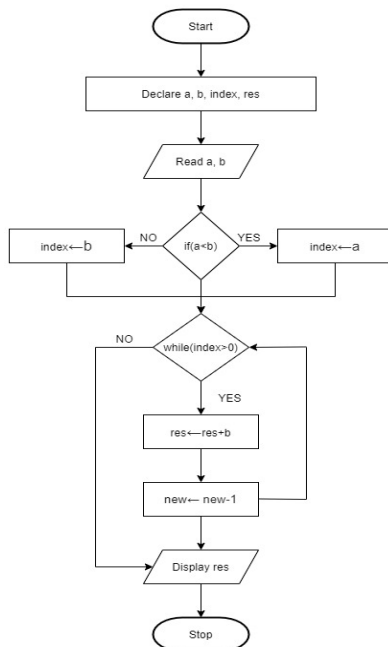 Start
Declare a, b, index, res
Read a, b
if(a<b)
NO
YES
index←b
index←a
while(index>0)
NO
YES
res←res+b
new← new-1
Display res
Stop